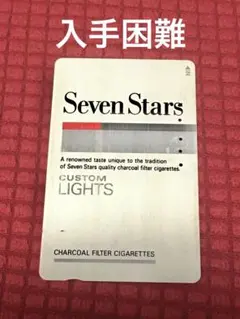 入手困難
Seven Stars
A renowned taste unique to the tradition
of Seven Stars quality charcoal filter cigarettes.
CUSTOM
LIGHTS
CHARCOAL FILTER CIGARETTES